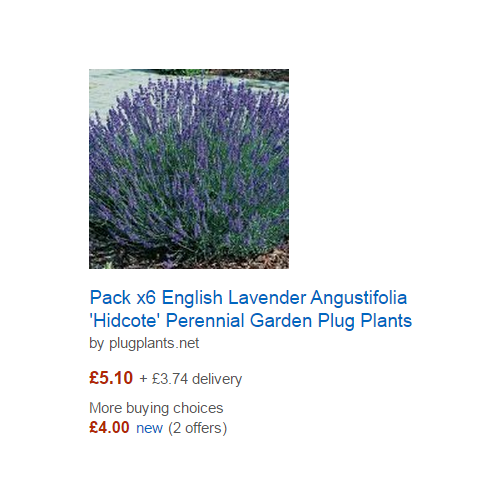 Pack x6 English Lavender Angustifolia
'Hidcote' Perennial Garden Plug Plants
by plugplants.net
£5.10 + £3.74 delivery
More buying choices
£4.00 new (2 offers)